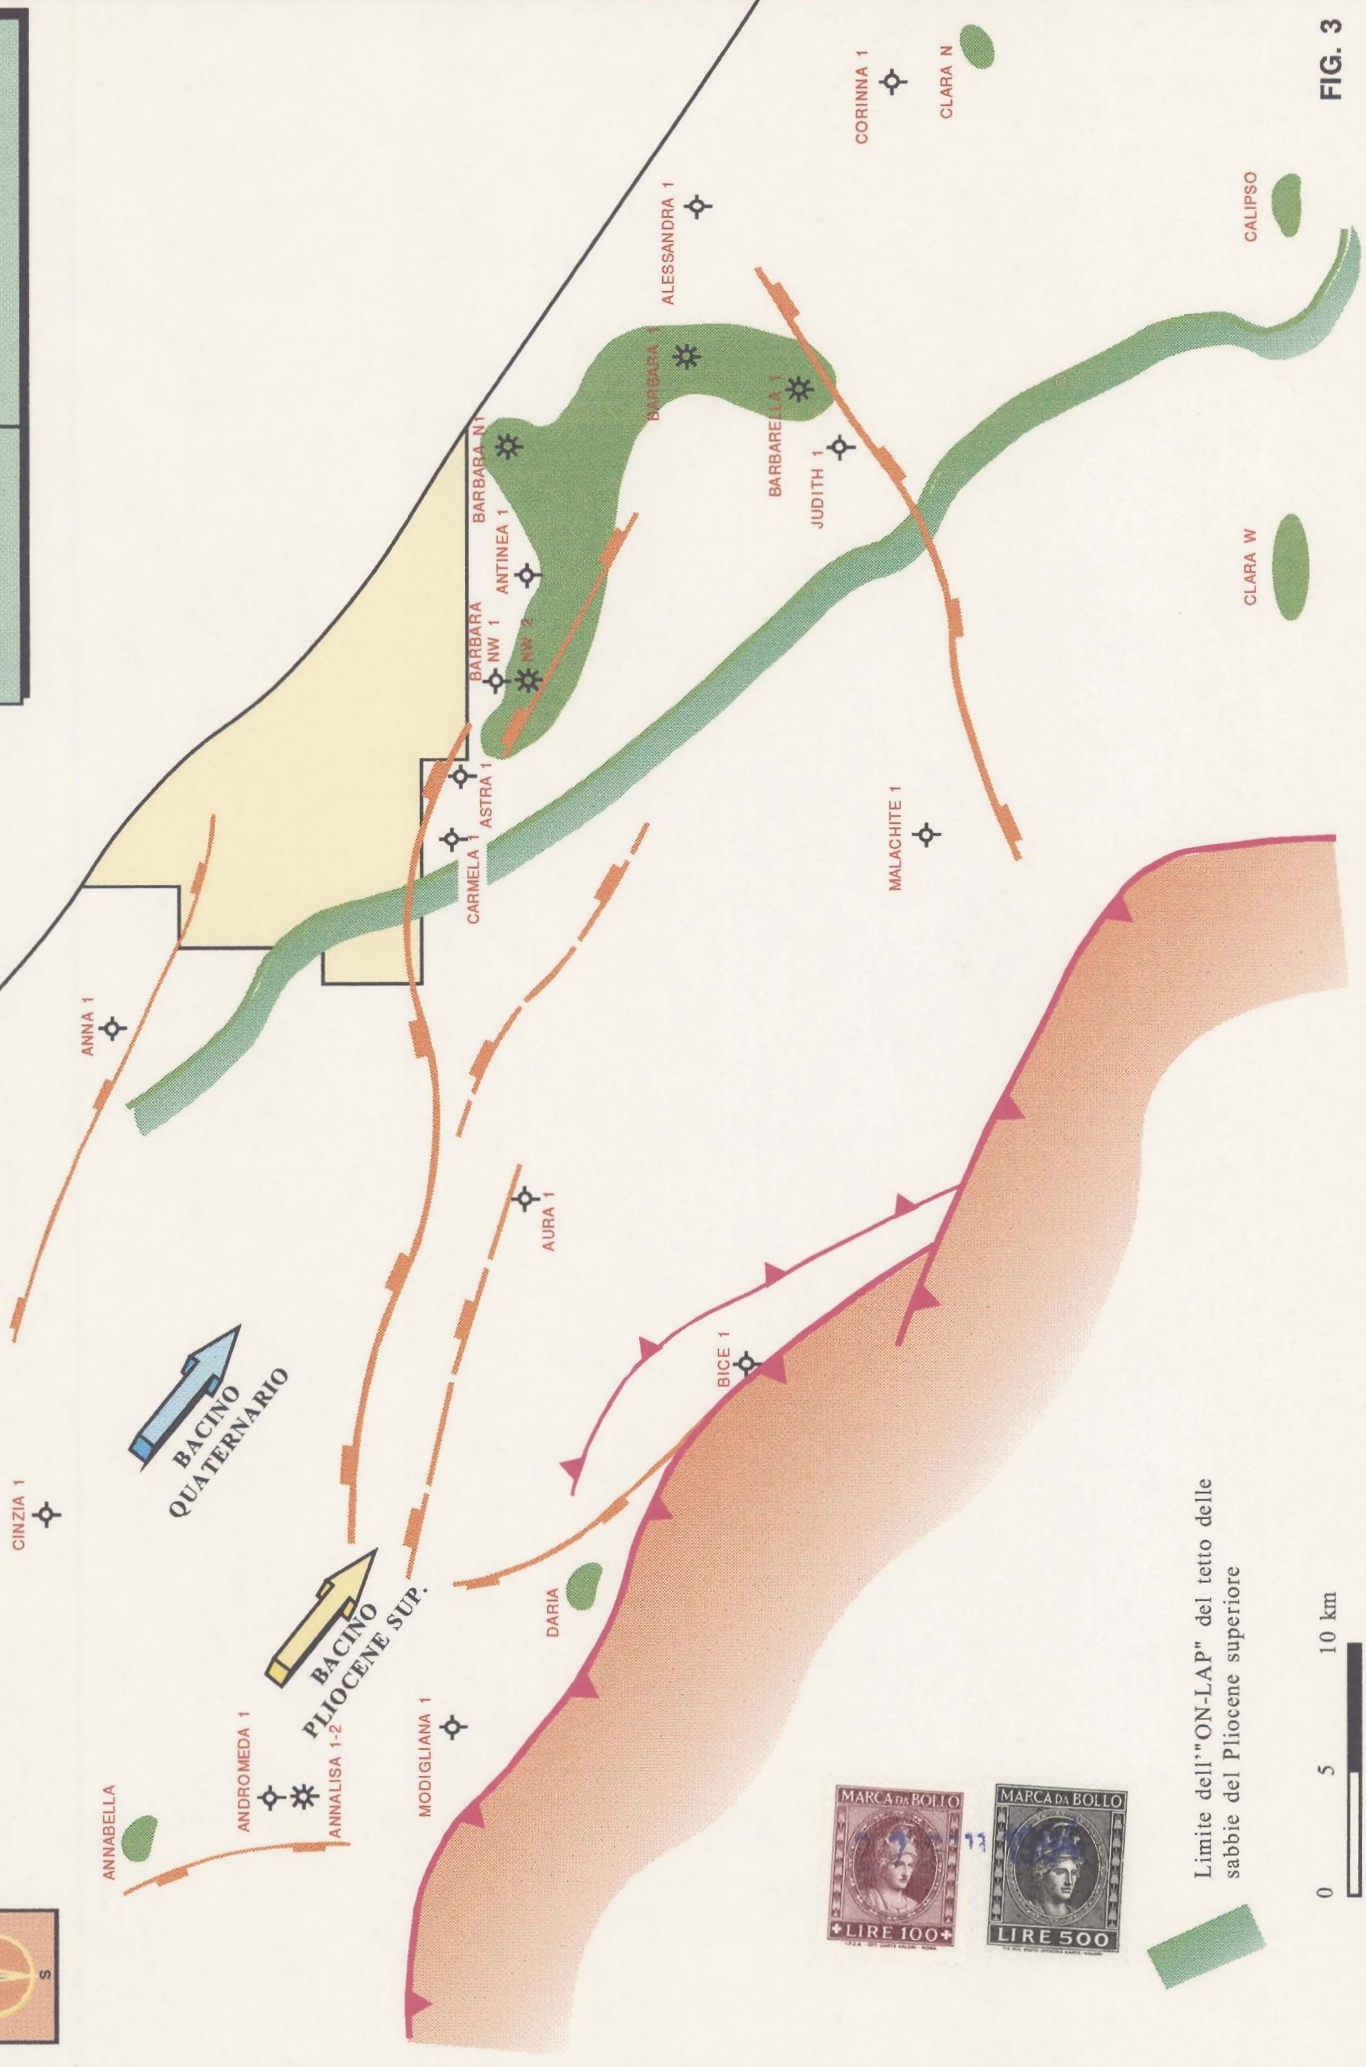 S
CINZIA 1
ANNA 1
ANNABELLA
BACINO
QUATERNARIO
ANDROMEDA 1
ANNALISA 1-2
BACINO
PLIOCENE SUP.
MODIGLIANA 1
CARMELA 1
ASTRA 1
BARBARA
NW 1
NW 2
ANTINEA 1
BARBARA N1
AURA 1
DARIA
BARBARA 1
ALESSANDRA 1
BICE 1
BARBARELLA 1
JUDITH 1
CORINNA 1
MALACHITE 1
CLARA N
CLARA W
CALIPSO
MARCA DA BOLLO
LIRE 100
MARCA DA BOLLO
LIRE 500
Limite dell'"ON-LAP" del tetto delle
sabbie del Pliocene superiore
0 5 10 km
FIG. 3